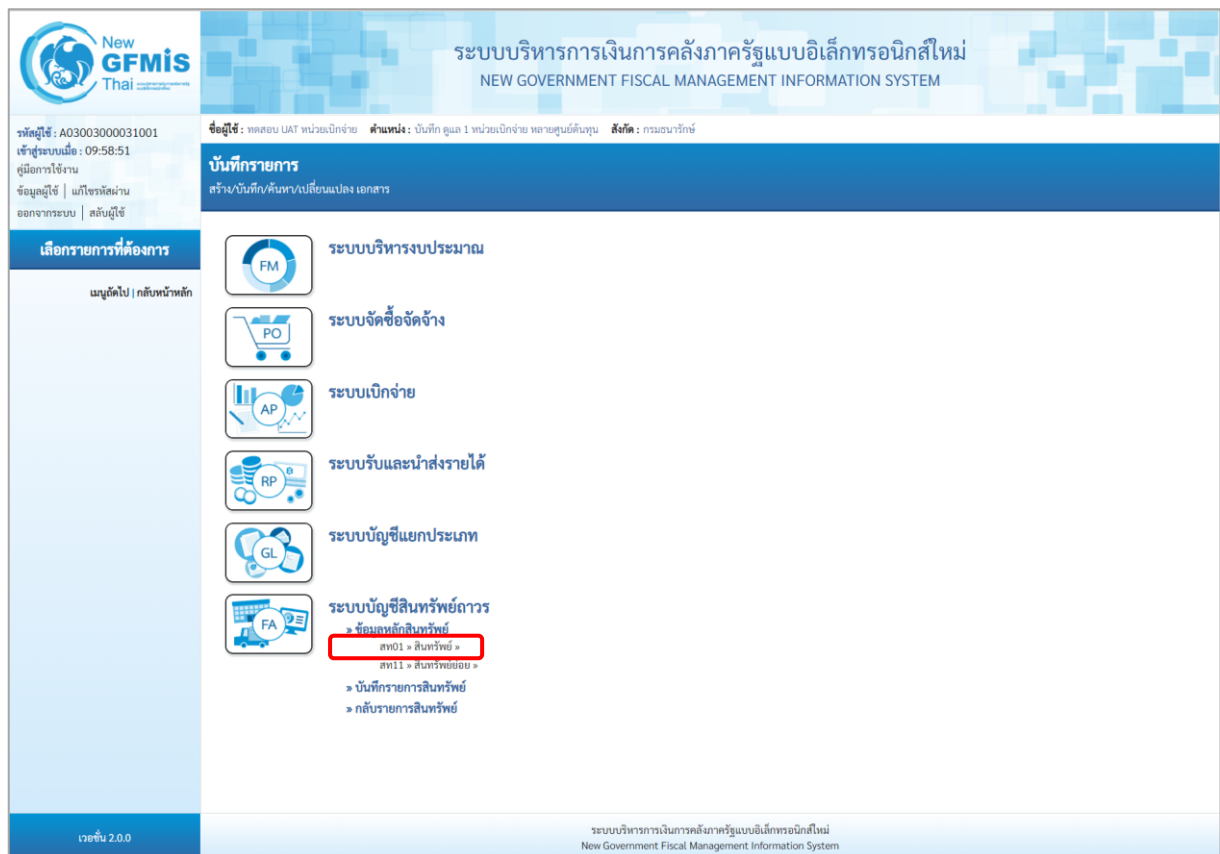 New
GFMiS
Thai
ระบบบริหารการเงินการคลังภาครัฐแบบอิเล็กทรอนิกส์ใหม่
NEW GOVERNMENT FISCAL MANAGEMENT INFORMATION SYSTEM
รหัสผู้ใช้ : A03003000031001
เข้าสู่ระบบเมื่อ : 09:58:51
คู่มือการใช้งาน
ข้อมูลผู้ใช้ | แก้ไขรหัสผ่าน
ออกจากระบบ | สลับผู้ใช้
ชื่อผู้ใช้ : ทดสอบ UAT หน่วยเบิกจ่าย ตำแหน่ง : บันทึก ดูแล 1 หน่วยเบิกจ่าย หลายศูนย์ต้นทุน สังกัด : กรมธนารักษ์
บันทึกรายการ
สร้าง/บันทึก/ค้นหา/เปลี่ยนแปลง เอกสาร
เลือกรายการที่ต้องการ
เมนูถัดไป | กลับหน้าหลัก
FM
ระบบบริหารงบประมาณ
PO
ระบบจัดซื้อจัดจ้าง
AP
ระบบเบิกจ่าย
RP
ระบบรับและนำส่งรายได้
GL
ระบบบัญชีแยกประเภท
FA
ระบบบัญชีสินทรัพย์ถาวร
» ข้อมูลหลักสินทรัพย์
สท01 » สินทรัพย์ »
สท11 » สินทรัพย์ย่อย »
» บันทึกรายการสินทรัพย์
» กลับรายการสินทรัพย์
เวอชั่น 2.0.0
ระบบบริหารการเงินการคลังภาครัฐแบบอิเล็กทรอนิกส์ใหม่
New Government Fiscal Management Information System